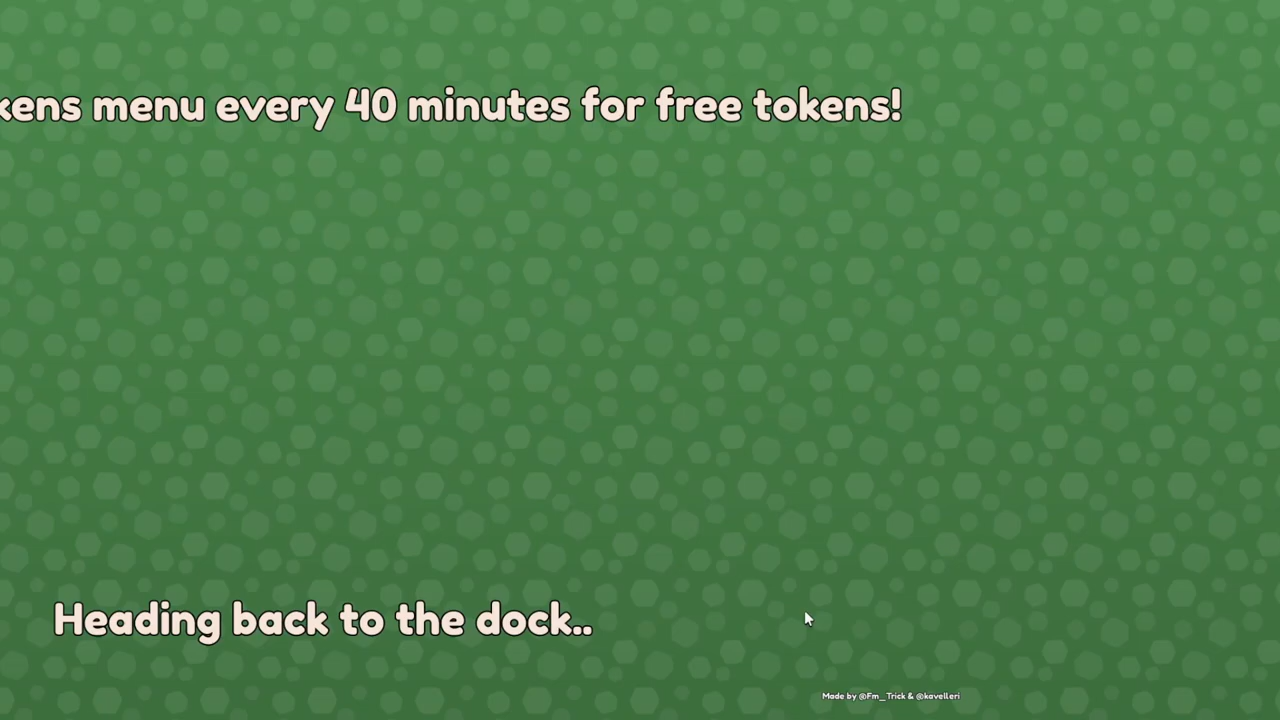 kens menu every 40 minutes for free tokens!
Heading back to the dock..
Made by @Fm_Trick & @kavelleri